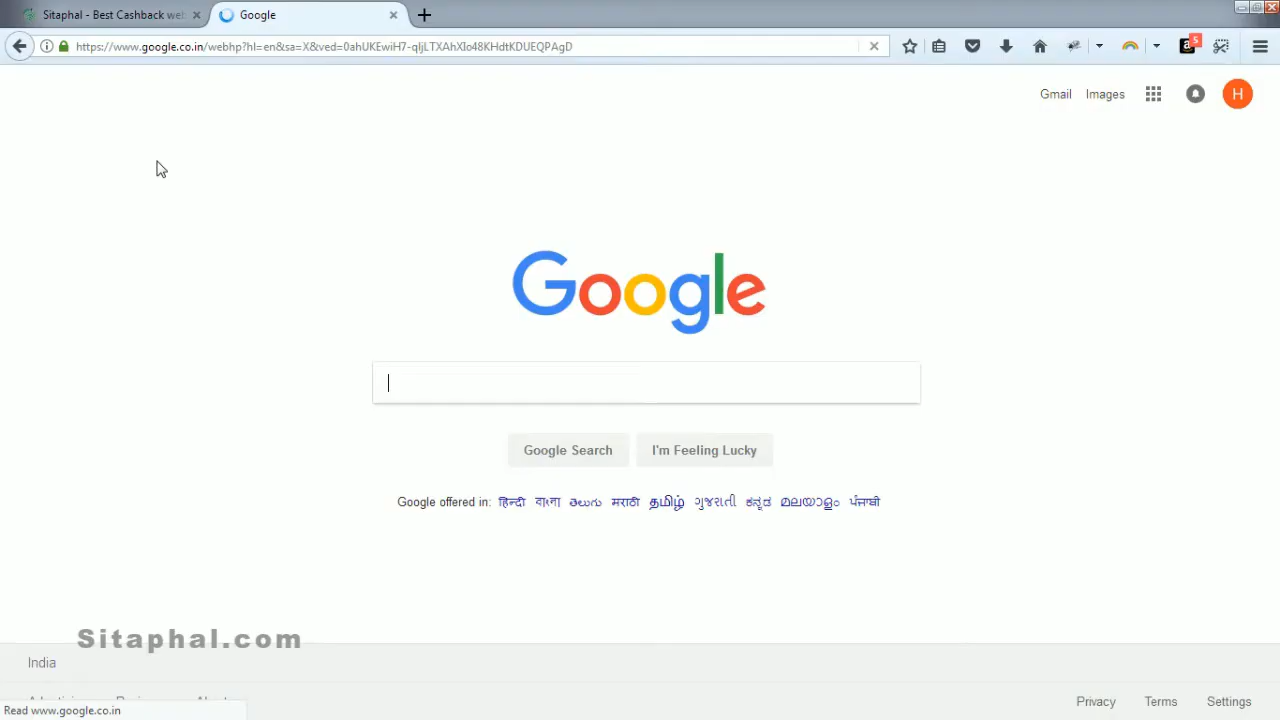 Sitaphal - Best Cashback web
Google
https://www.google.co.in/webhp?hl=en&sa=X&ved=0ahUKEwiH7-qIjLTXAhXIo48KHdtKDUEQPAgD
5
Gmail Images
H
Google
Google Search I'm Feeling Lucky
Google offered in: हिन्दी বাংলা తెలుగు मराठी தமிழ் ગુજરાતી ಕನ್ನಡ മലയാളം ਪੰਜਾਬੀ
Sitaphal.com
India
Privacy Terms Settings
Read www.google.co.in